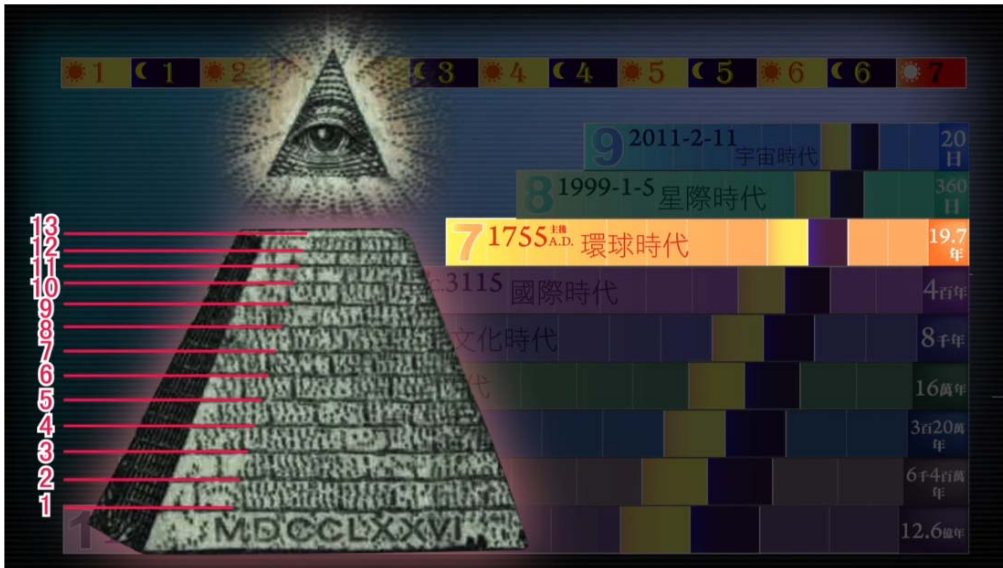 1 1 2 3 4 4 5 5 6 6 7
9 2011-2-11 宇宙時代 20日
8 1999-1-5 星際時代 360日
7 1755 主後 A.D. 環球時代 19.7年
.3115 國際時代 4百年
文化時代 8千年
代 16萬年
3百20萬年
6千4百萬年
1 12.6億年
13
12
11
10
9
8
7
6
5
4
3
2
1
MDCCLXXVI